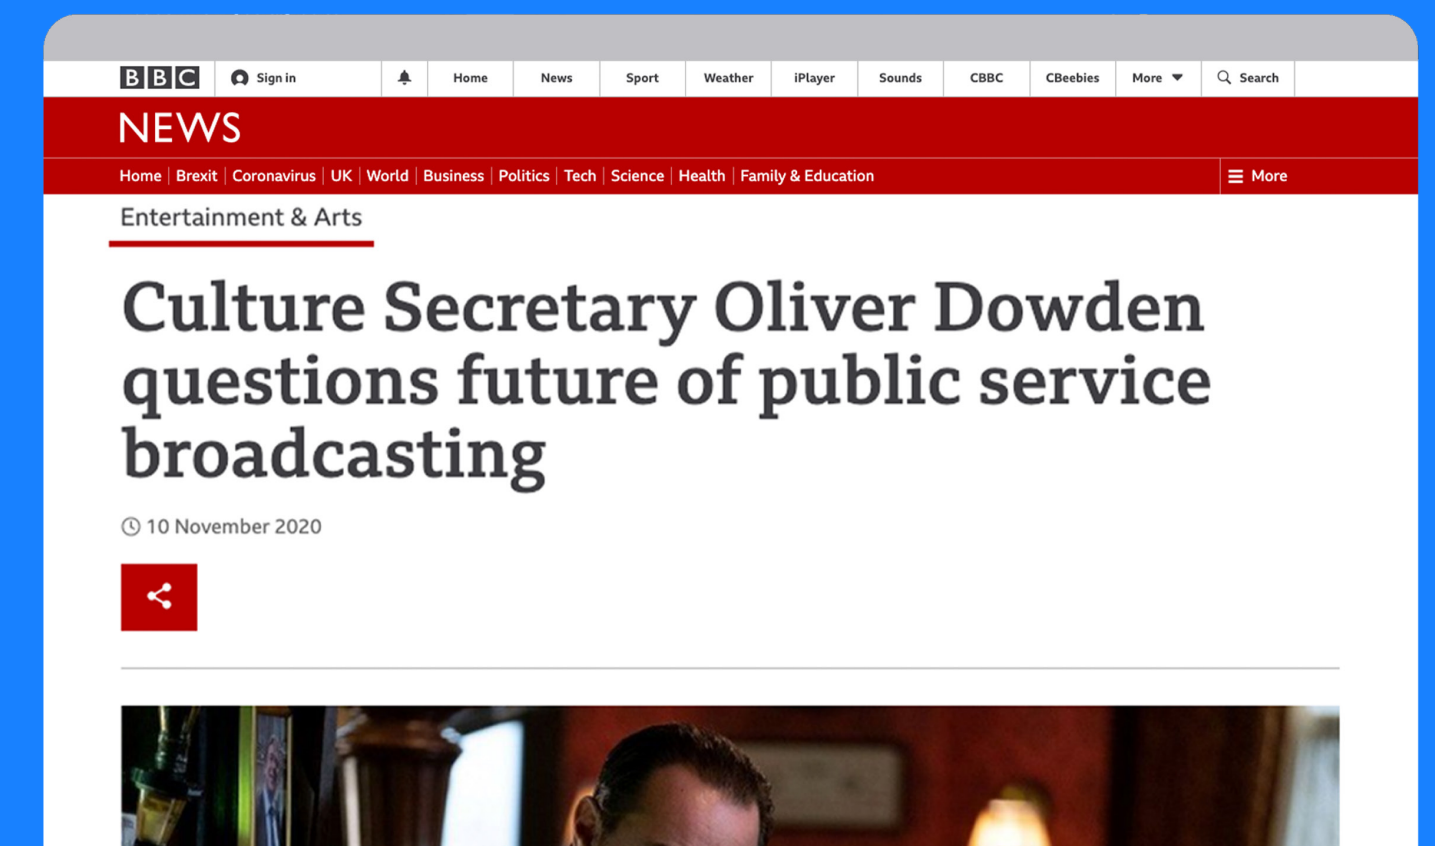 BBC Sign in Home News Sport Weather iPlayer Sounds CBBC CBeebies More Search
NEWS
Home Brexit Coronavirus UK World Business Politics Tech Science Health Family & Education More
Entertainment & Arts
Culture Secretary Oliver Dowden
questions future of public service
broadcasting
10 November 2020